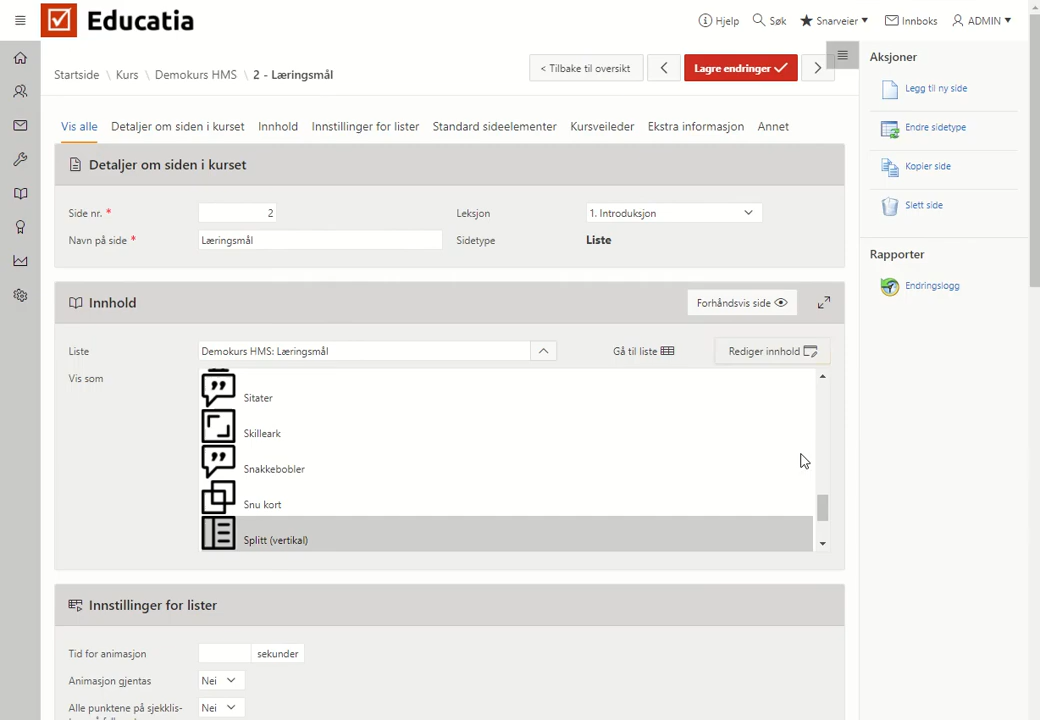 Educatia
Hjelp
Søk
Snarveier
Innboks
ADMIN
Startside \ Kurs \ Demokurs HMS \ 2 - Læringsmål
< Tilbake til oversikt
Lagre endringer
Vis alle
Detaljer om siden i kurset
Innhold
Innstillinger for lister
Standard sideelementer
Kursveileder
Ekstra informasjon
Annet
Detaljer om siden i kurset
Side nr. * 2
Leksjon 1. Introduksjon
Navn på side * Læringsmål
Sidetype Liste
Innhold
Forhåndsvis side
Liste Demokurs HMS: Læringsmål
Gå til liste
Rediger innhold
Vis som
Sitater
Skilleark
Snakkebobler
Snu kort
Splitt (vertikal)
Innstillinger for lister
Tid for animasjon sekunder
Animasjon gjentas Nei
Alle punktene på sjekklis- Nei
Aksjoner
Legg til ny side
Endre sidetype
Kopier side
Slett side
Rapporter
Endringslogg